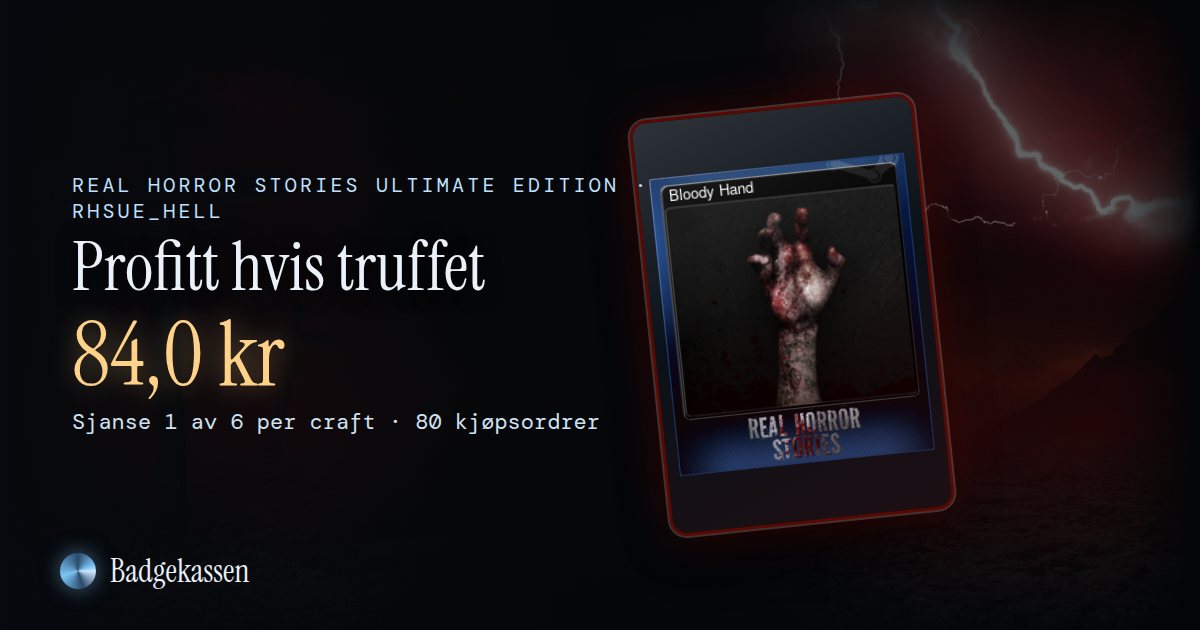 REAL HORROR STORIES ULTIMATE EDITION ·
RHSUE_HELL
Profitt hvis truffet
84,0 kr
Sjanse 1 av 6 per craft · 80 kjøpsordrer
Badgekassen
Bloody Hand
REAL HORROR
STORIES